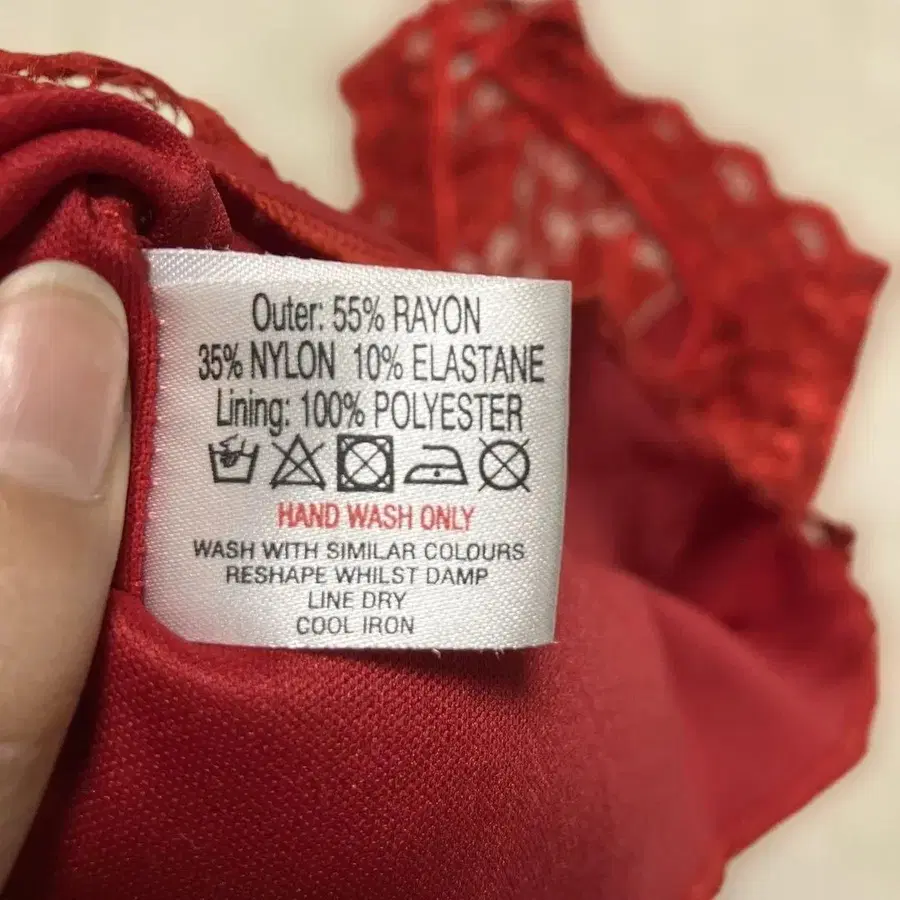 Outer: 55% RAYON
35% NYLON 10% ELASTANE
Lining: 100% POLYESTER
HAND WASH ONLY
WASH WITH SIMILAR COLOURS
RESHAPE WHILST DAMP
LINE DRY
COOL IRON